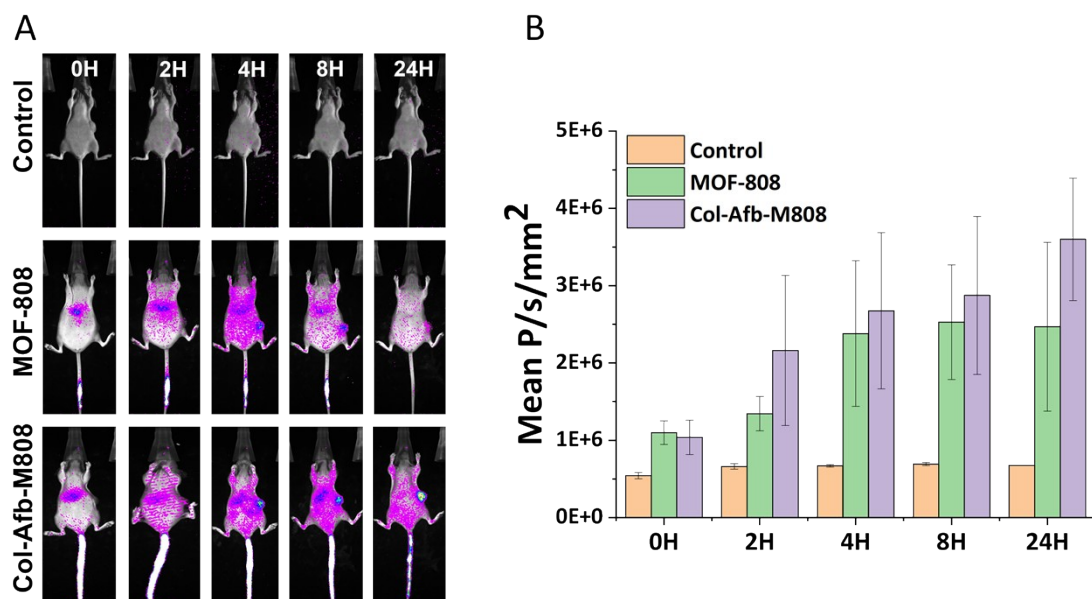 A
0H 2H 4H 8H 24H
Control
MOF-808
Col-Afb-M808
B
5E+6
4E+6
3E+6
2E+6
1E+6
0E+0
Mean P/s/mm²
Control
MOF-808
Col-Afb-M808
0H 2H 4H 8H 24H